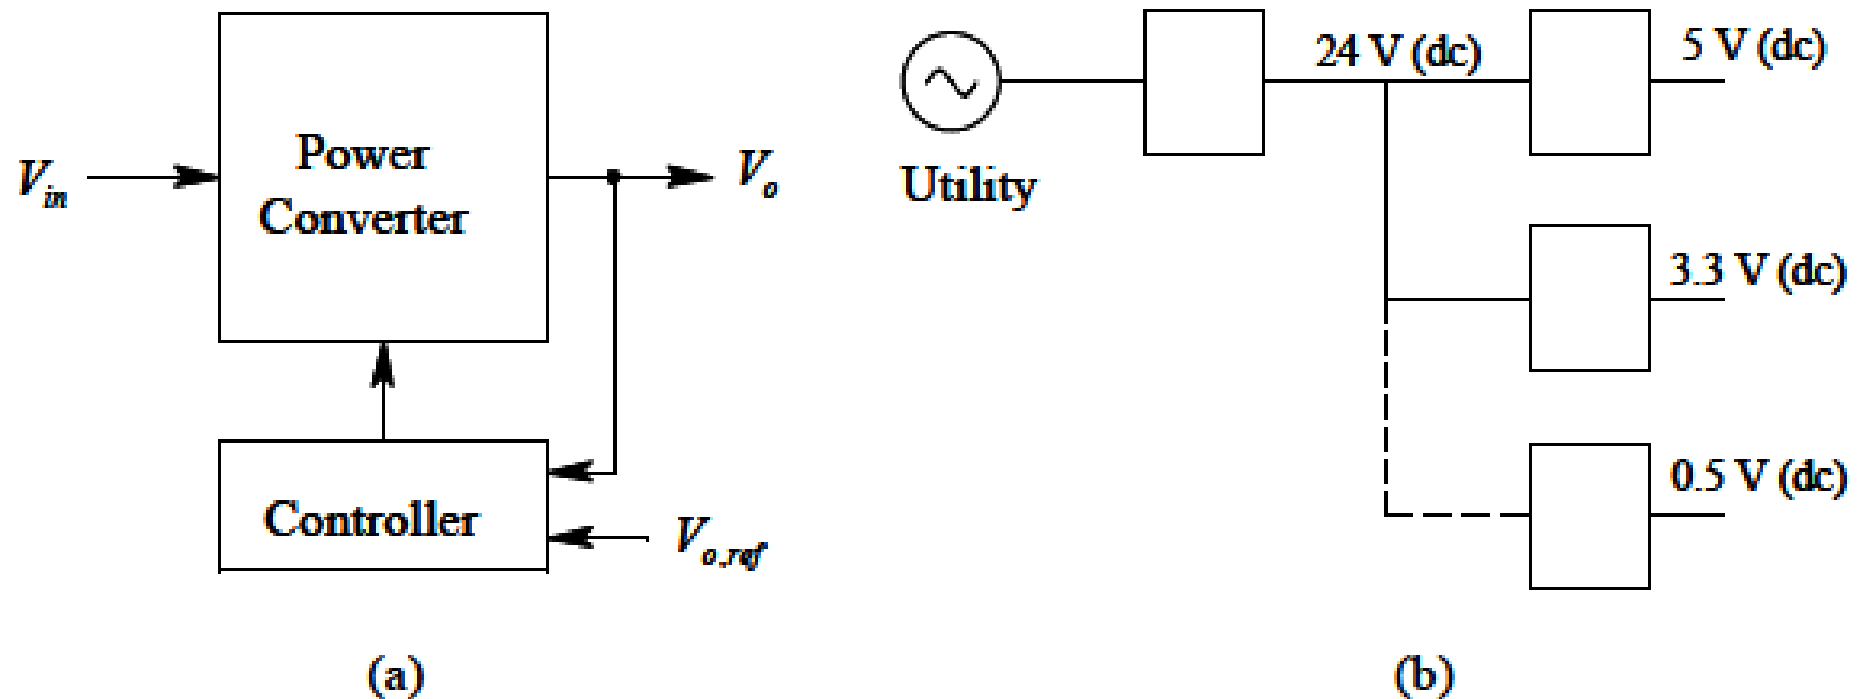 Power
Converter
V_in
V_o
Controller
V_o,ref
(a)
24 V (dc)
5 V (dc)
Utility
3.3 V (dc)
0.5 V (dc)
(b)